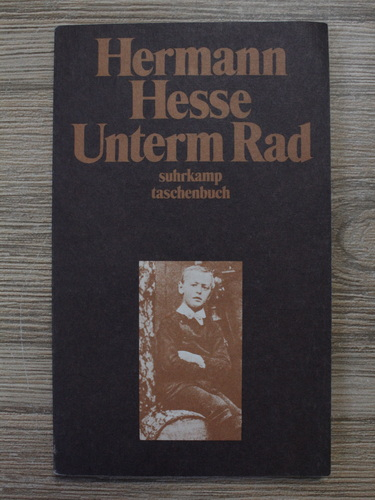 Hermann
Hesse
Unterm Rad
suhrkamp
taschenbuch